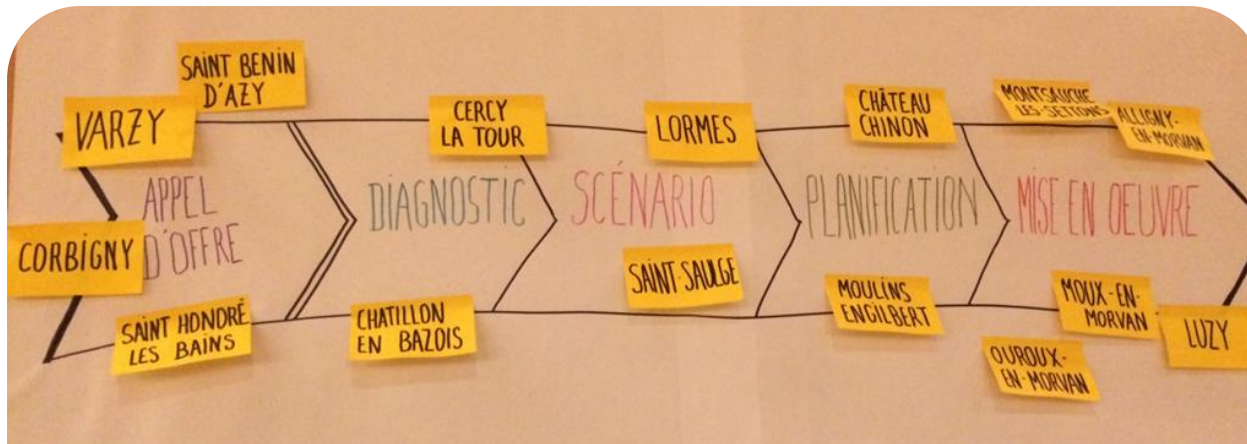 SAINT BENIN
D'AZY
VARZY
CORBIGNY
APPEL
D'OFFRE
SAINT HONORÉ
LES BAINS
CERCY
LA TOUR
DIAGNOSTIC
CHATILLON
EN BAZOIS
LORMES
SCÉNARIO
SAINT-SAULGE
CHÂTEAU
CHINON
PLANIFICATION
MOULINS
ENGILBERT
MONTSAUCHE
LES-SETTONS
ALLIGNY-
EN-MORVAN
MISE EN OEUVRE
MOUX-EN-
MORVAN
LUZY
OUROUX-
EN-MORVAN